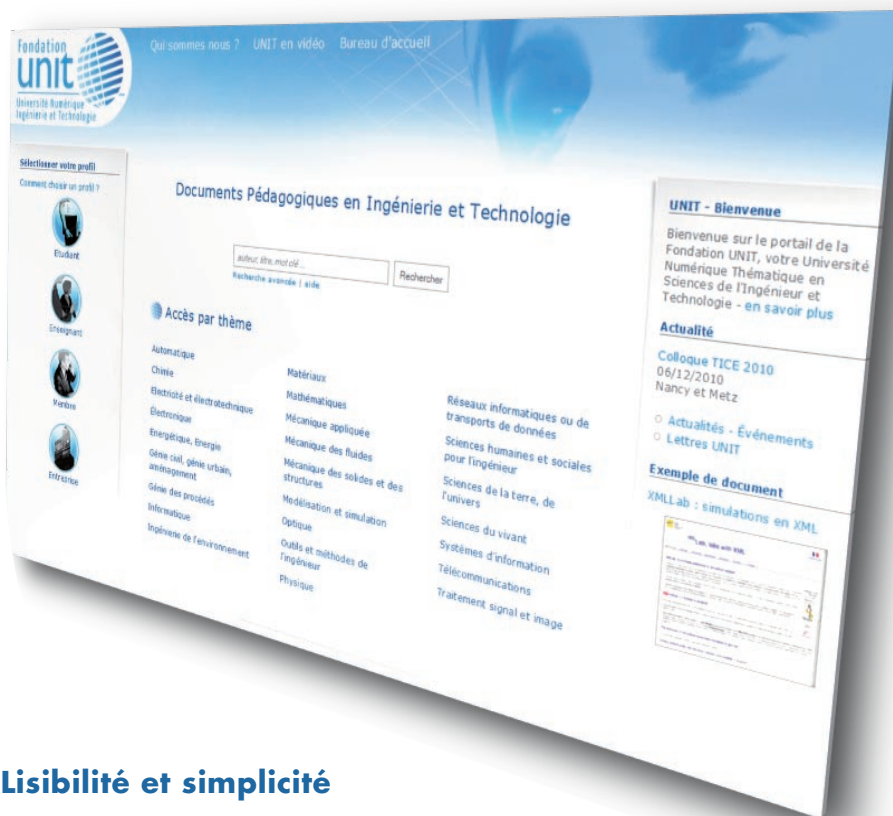 Fondation
unit
Université Numérique
Ingénierie et Technologie
Qui sommes nous ? UNIT en vidéo Bureau d'accueil
Sélectionner votre profil
Comment choisir un profil ?
Etudiant
Enseignant
Membre
Entreprise
Documents Pédagogiques en Ingénierie et Technologie
auteur, titre, mot clé ...
Rechercher
Recherche avancée | aide
Accès par thème
Automatique
Chimie
Electricité et électrotechnique
Électronique
Energétique, Energie
Génie civil, génie urbain,
aménagement
Génie des procédés
Informatique
Ingénierie de l'environnement
Matériaux
Mathématiques
Mécanique appliquée
Mécanique des fluides
Mécanique des solides et des
structures
Modélisation et simulation
Optique
Outils et méthodes de
l'ingénieur
Physique
Réseaux informatiques ou de
transports de données
Sciences humaines et sociales
pour l'ingénieur
Sciences de la terre, de
l'univers
Sciences du vivant
Systèmes d'information
Télécommunications
Traitement signal et image
UNIT - Bienvenue
Bienvenue sur le portail de la
Fondation UNIT, votre Université
Numérique Thématique en
Sciences de l'Ingénieur et
Technologie - en savoir plus
Actualité
Colloque TICE 2010
06/12/2010
Nancy et Metz
Actualités - Événements
Lettres UNIT
Exemple de document
XMLLab : simulations en XML
Lisibilité et simplicité